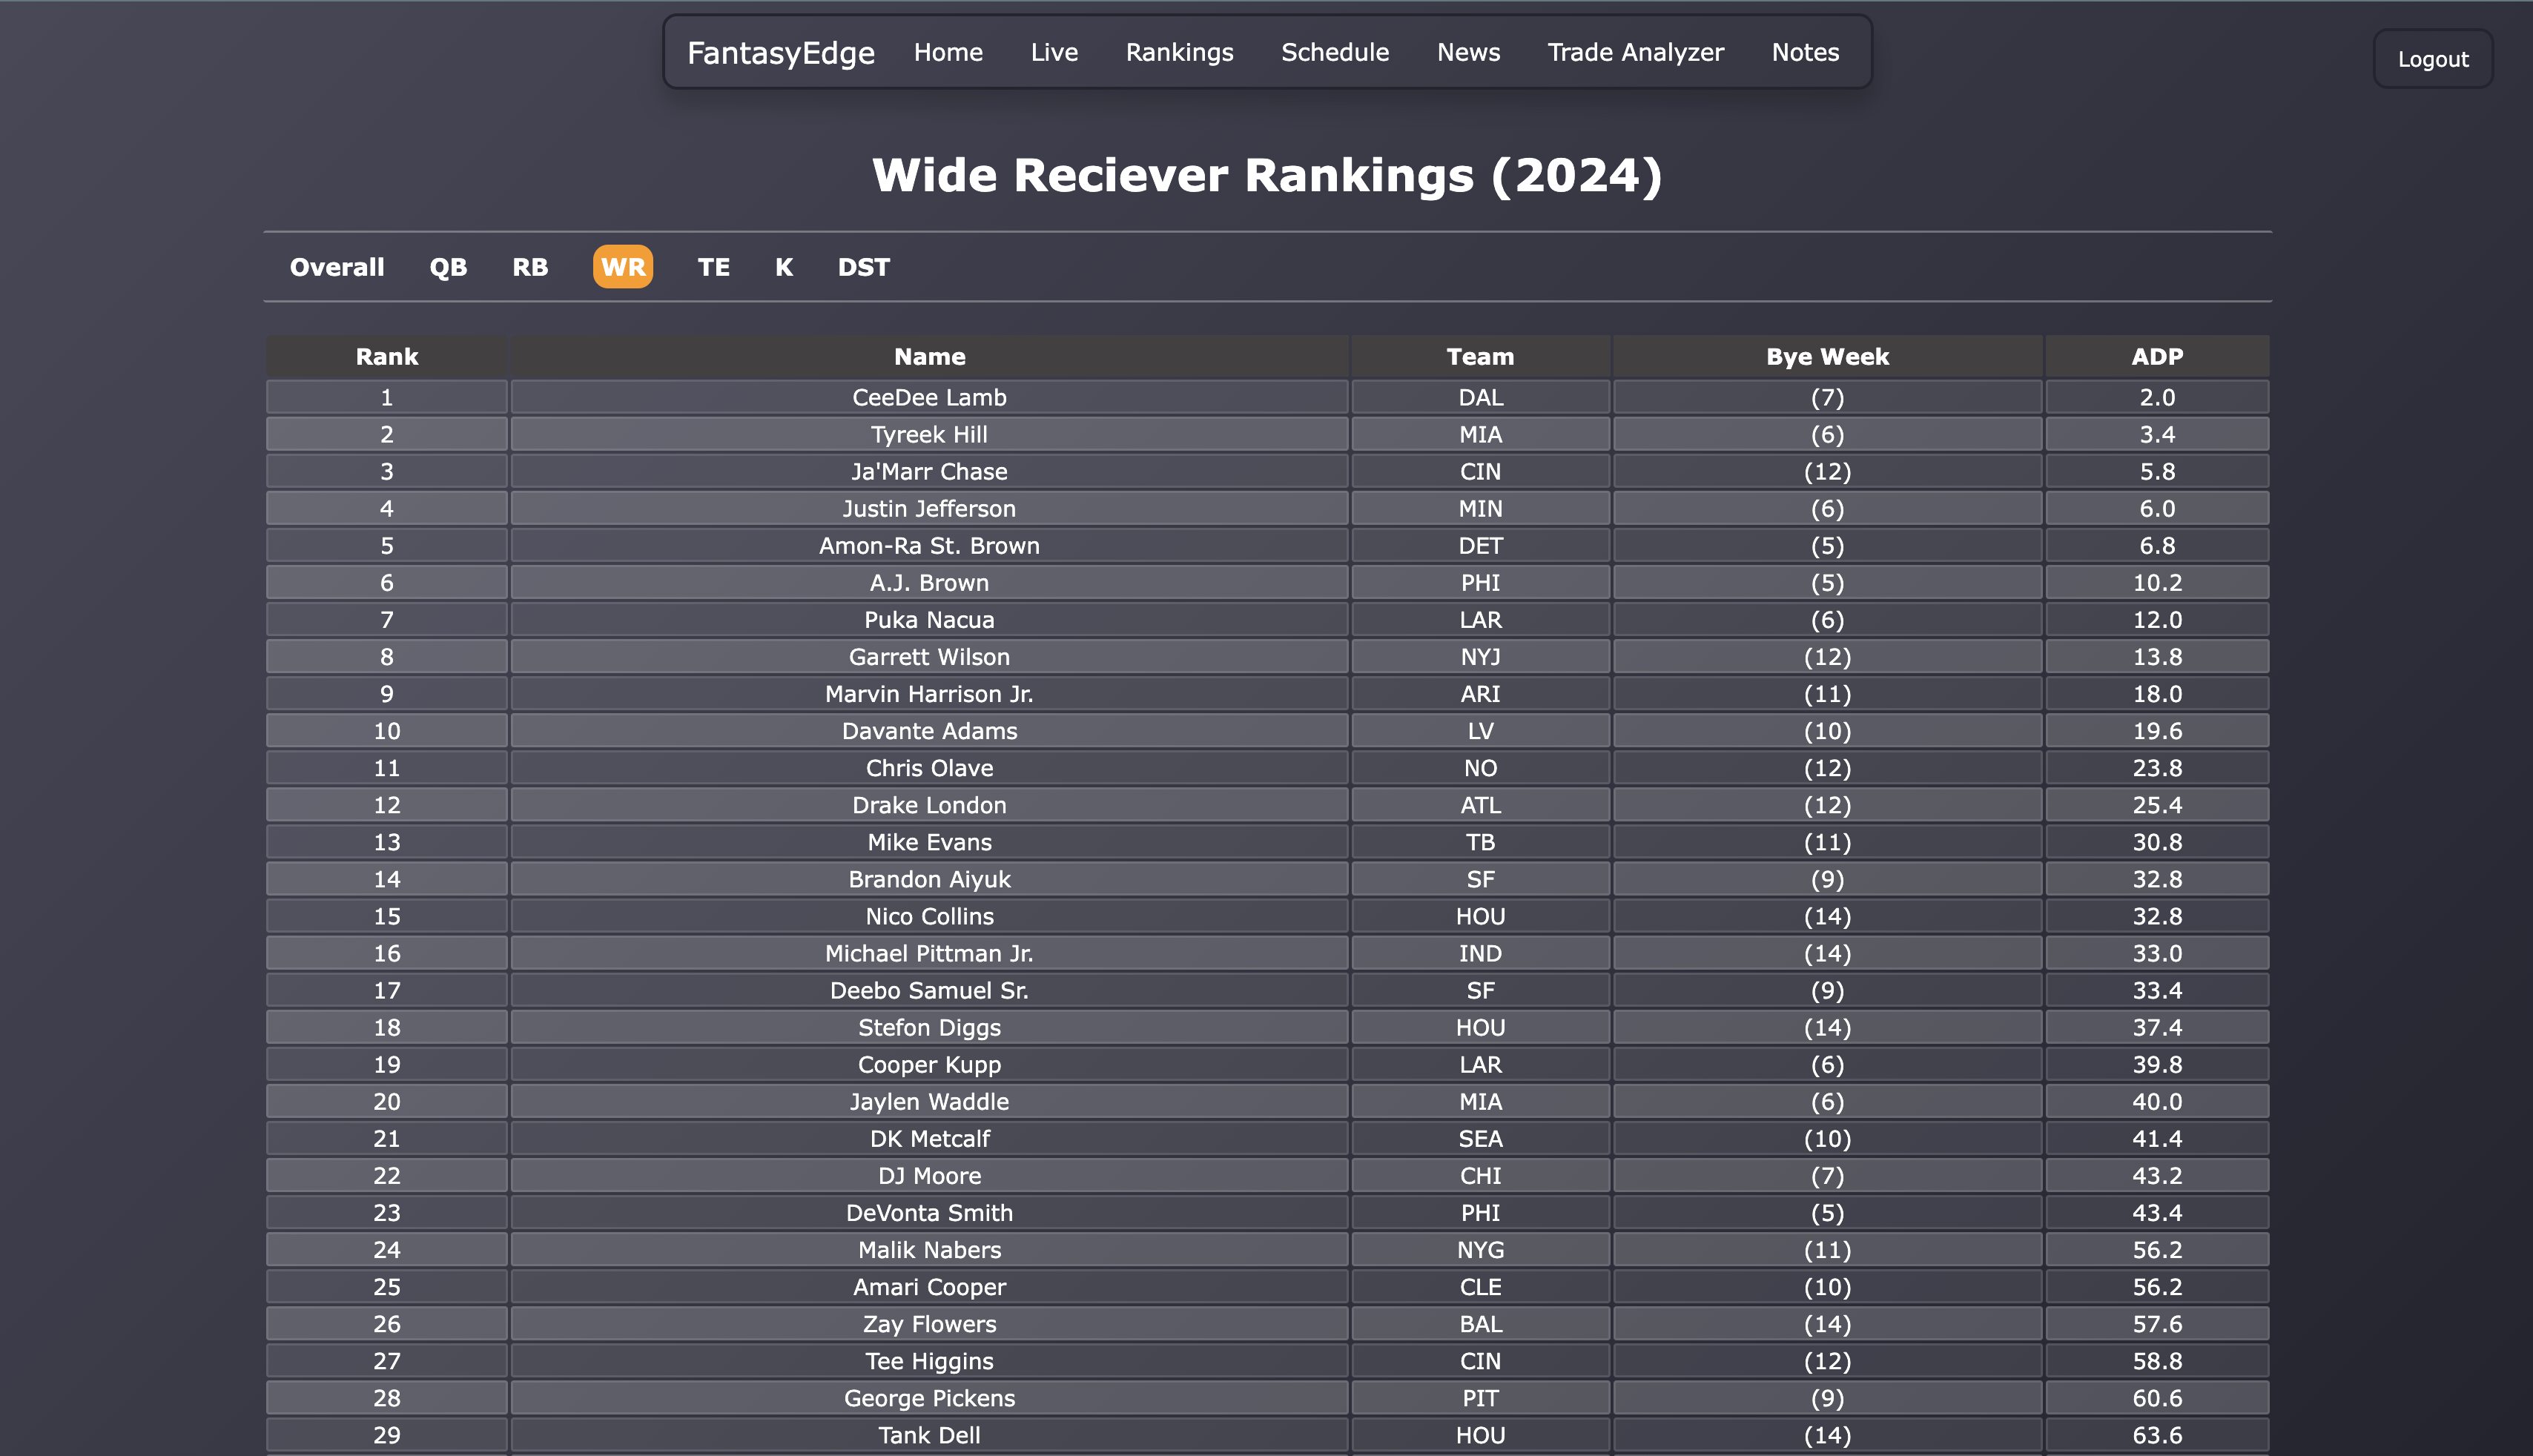 FantasyEdge Home Live Rankings Schedule News Trade Analyzer Notes Logout
Wide Reciever Rankings (2024)
Overall QB RB WR TE K DST
Rank Name Team Bye Week ADP
1 CeeDee Lamb DAL (7) 2.0
2 Tyreek Hill MIA (6) 3.4
3 Ja'Marr Chase CIN (12) 5.8
4 Justin Jefferson MIN (6) 6.0
5 Amon-Ra St. Brown DET (5) 6.8
6 A.J. Brown PHI (5) 10.2
7 Puka Nacua LAR (6) 12.0
8 Garrett Wilson NYJ (12) 13.8
9 Marvin Harrison Jr. ARI (11) 18.0
10 Davante Adams LV (10) 19.6
11 Chris Olave NO (12) 23.8
12 Drake London ATL (12) 25.4
13 Mike Evans TB (11) 30.8
14 Brandon Aiyuk SF (9) 32.8
15 Nico Collins HOU (14) 32.8
16 Michael Pittman Jr. IND (14) 33.0
17 Deebo Samuel Sr. SF (9) 33.4
18 Stefon Diggs HOU (14) 37.4
19 Cooper Kupp LAR (6) 39.8
20 Jaylen Waddle MIA (6) 40.0
21 DK Metcalf SEA (10) 41.4
22 DJ Moore CHI (7) 43.2
23 DeVonta Smith PHI (5) 43.4
24 Malik Nabers NYG (11) 56.2
25 Amari Cooper CLE (10) 56.2
26 Zay Flowers BAL (14) 57.6
27 Tee Higgins CIN (12) 58.8
28 George Pickens PIT (9) 60.6
29 Tank Dell HOU (14) 63.6